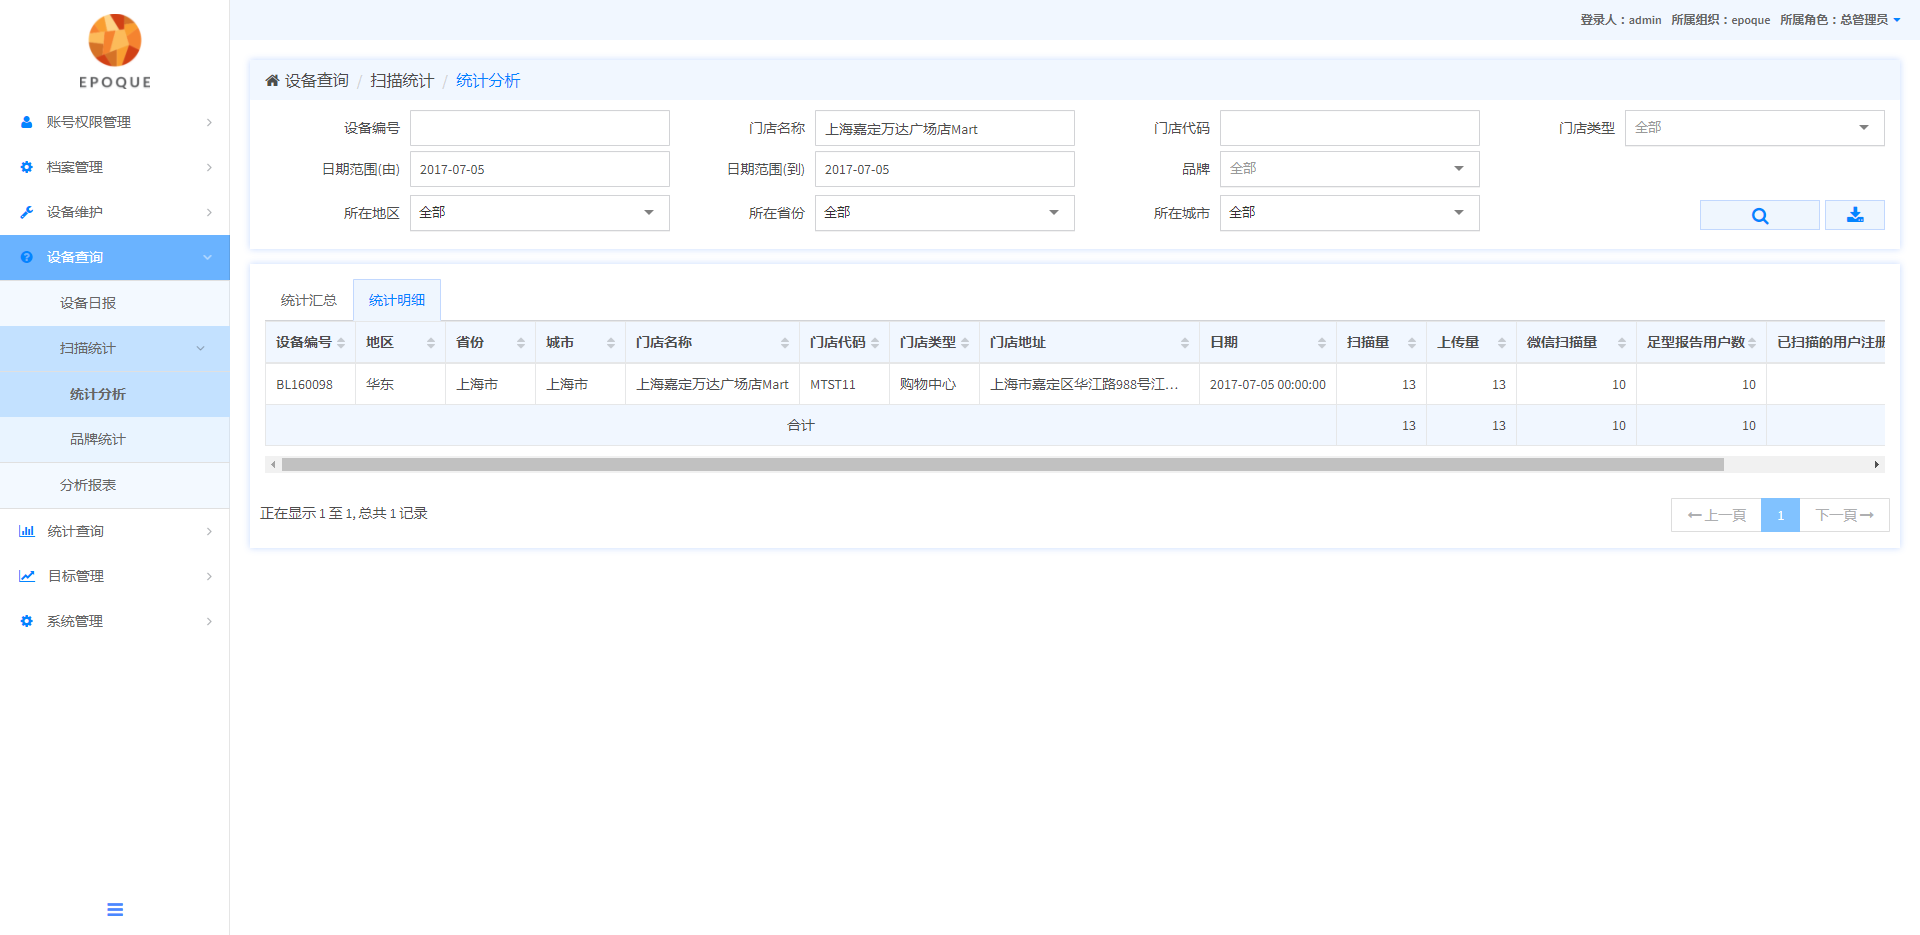 EPOQUE
账号权限管理
档案管理
设备维护
设备查询
设备日报
扫描统计
统计分析
品牌统计
分析报表
统计查询
目标管理
系统管理
登录人：admin 所属组织：epoque 所属角色：总管理员
设备查询 / 扫描统计 / 统计分析
设备编号 门店名称 上海嘉定万达广场店Mart 门店代码 门店类型 全部
日期范围(由) 2017-07-05 日期范围(到) 2017-07-05 品牌 全部
所在地区 全部 所在省份 全部 所在城市 全部
统计汇总 统计明细
设备编号 地区 省份 城市 门店名称 门店代码 门店类型 门店地址 日期 扫描量 上传量 微信扫描量 足型报告用户数 已扫描的用户注册
BL160098 华东 上海市 上海市 上海嘉定万达广场店Mart MTST11 购物中心 上海市嘉定区华江路988号江... 2017-07-05 00:00:00 13 13 10 10
合计 13 13 10 10
正在显示 1 至 1, 总共 1 记录
←上一頁 1 下一頁→